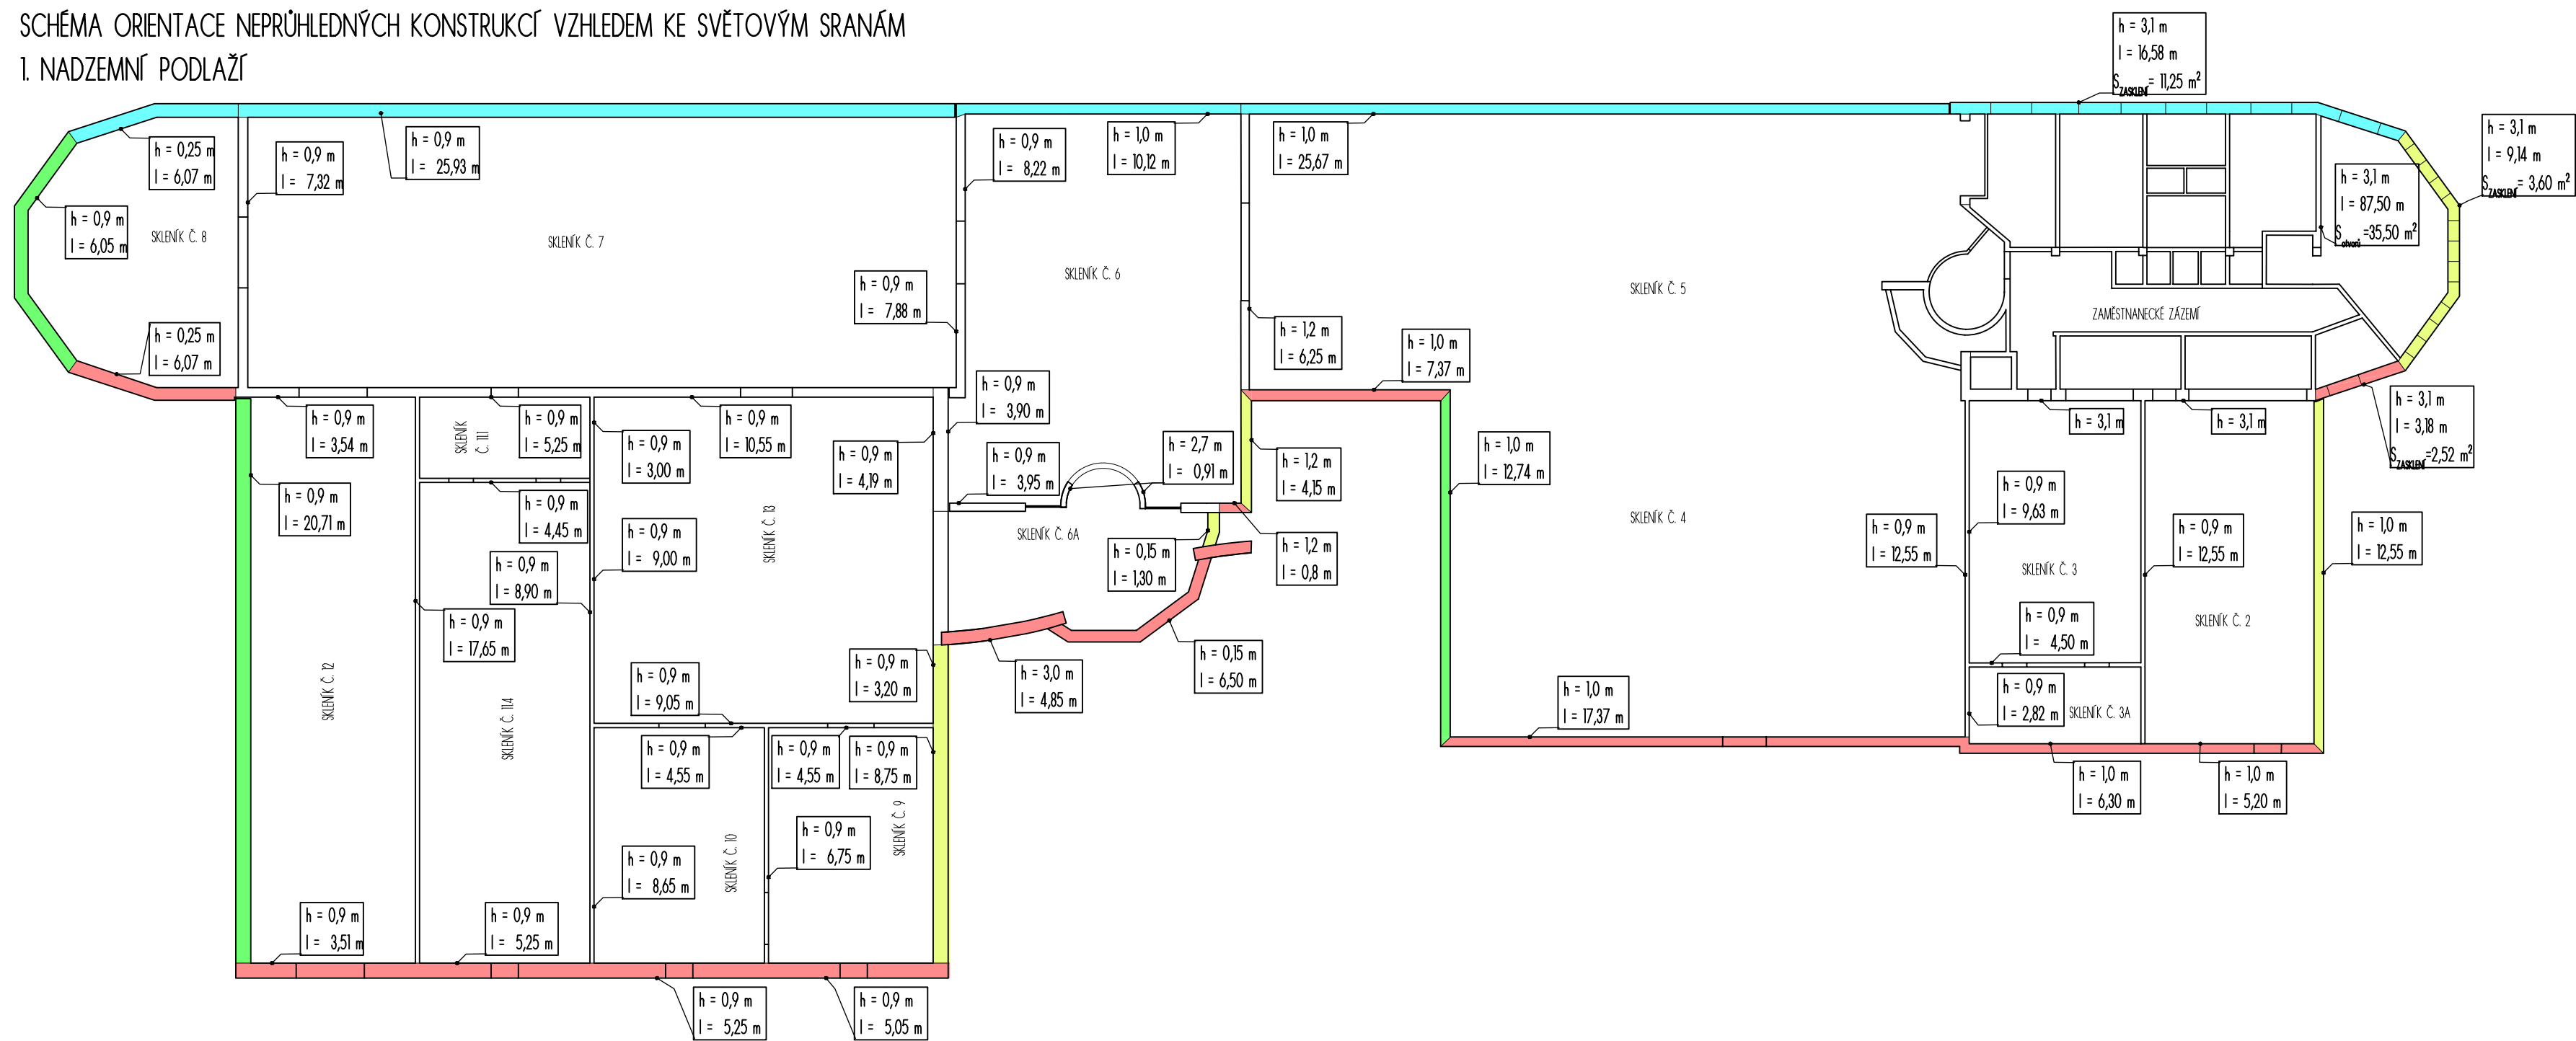 SCHÉMA ORIENTACE NEPRŮHLEDNÝCH KONSTRUKCÍ VZHLEDEM KE SVĚTOVÝM SRANÁM
1. NADZEMNÍ PODLAŽÍ
h = 3,1 m
l = 16,58 m
S ZASKLENÍ = 11,25 m²
h = 3,1 m
l = 9,14 m
S ZASKLENÍ = 3,60 m²
h = 3,1 m
l = 87,50 m
S otvorů =35,50 m²
h = 0,25 m
l = 6,07 m
h = 0,9 m
l = 7,32 m
h = 0,9 m
l = 25,93 m
h = 0,9 m
l = 8,22 m
h = 1,0 m
l = 10,12 m
h = 1,0 m
l = 25,67 m
h = 0,9 m
l = 6,05 m
SKLENÍK Č. 8
SKLENÍK Č. 7
SKLENÍK Č. 6
SKLENÍK Č. 5
ZAMĚSTNANECKÉ ZÁZEMÍ
h = 0,9 m
l = 7,88 m
h = 0,25 m
l = 6,07 m
h = 1,2 m
l = 6,25 m
h = 1,0 m
l = 7,37 m
h = 0,9 m
l = 3,90 m
h = 3,1 m
l = 3,18 m
S ZASKLENÍ =2,52 m²
h = 0,9 m
l = 3,54 m
SKLENÍK
Č. 11.1
h = 0,9 m
l = 5,25 m
h = 0,9 m
l = 3,00 m
h = 0,9 m
l = 10,55 m
h = 0,9 m
l = 4,19 m
h = 0,9 m
l = 3,95 m
h = 2,7 m
l = 0,91 m
h = 1,2 m
l = 4,15 m
h = 1,0 m
l = 12,74 m
h = 3,1 m
h = 3,1 m
h = 0,9 m
l = 20,71 m
h = 0,9 m
l = 4,45 m
h = 0,9 m
l = 9,00 m
SKLENÍK Č. 13
SKLENÍK Č. 6A
h = 0,15 m
l = 1,30 m
h = 1,2 m
l = 0,8 m
SKLENÍK Č. 4
h = 0,9 m
l = 12,55 m
h = 0,9 m
l = 9,63 m
h = 0,9 m
l = 12,55 m
h = 1,0 m
l = 12,55 m
h = 0,9 m
l = 8,90 m
SKLENÍK Č. 3
h = 0,9 m
l = 17,65 m
h = 0,9 m
l = 4,50 m
SKLENÍK Č. 2
SKLENÍK Č. 12
SKLENÍK Č. 11.4
h = 0,9 m
l = 9,05 m
h = 0,9 m
l = 3,20 m
h = 3,0 m
l = 4,85 m
h = 0,15 m
l = 6,50 m
h = 1,0 m
l = 17,37 m
h = 0,9 m
l = 2,82 m
SKLENÍK Č. 3A
h = 0,9 m
l = 4,55 m
h = 0,9 m
l = 4,55 m
h = 0,9 m
l = 8,75 m
h = 1,0 m
l = 6,30 m
h = 1,0 m
l = 5,20 m
h = 0,9 m
l = 8,65 m
SKLENÍK Č. 10
h = 0,9 m
l = 6,75 m
SKLENÍK Č. 9
h = 0,9 m
l = 3,51 m
h = 0,9 m
l = 5,25 m
h = 0,9 m
l = 5,25 m
h = 0,9 m
l = 5,05 m